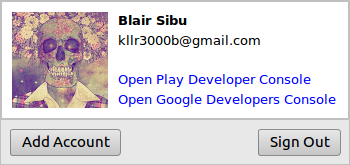 Blair Sibu
kllr3000b@gmail.com
Open Play Developer Console
Open Google Developers Console
Add Account
Sign Out